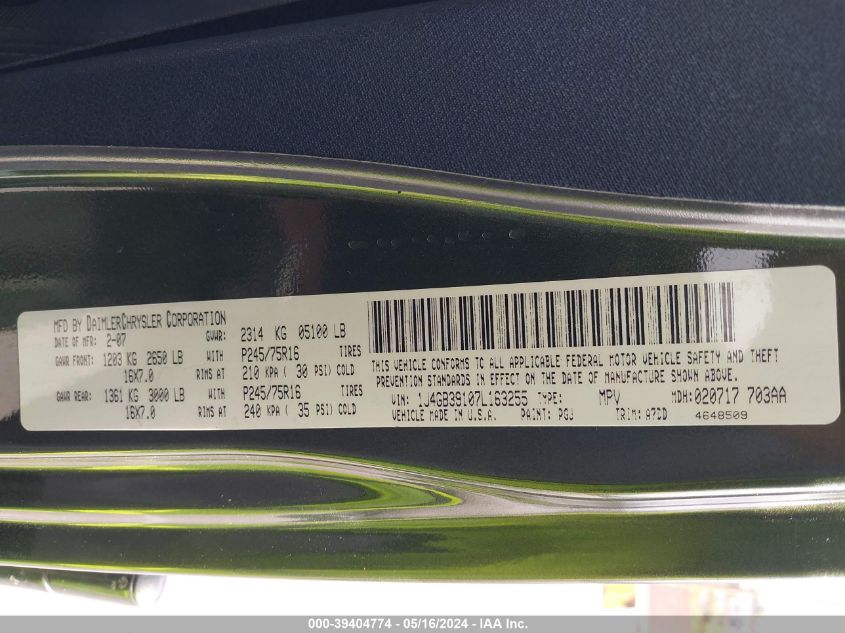 MFD BY DAIMLERCHRYSLER CORPORATION
DATE OF MFR: 2-07 GVWR: 2314 KG 05100 LB
GAWR FRONT: 1203 KG 2650 LB WITH P245/75R16 TIRES
16X7.0 RIMS AT 210 KPA ( 30 PSI) COLD
GAWR REAR: 1361 KG 3000 LB WITH P245/75R16 TIRES
16X7.0 RIMS AT 240 KPA ( 35 PSI) COLD
THIS VEHICLE CONFORMS TO ALL APPLICABLE FEDERAL MOTOR VEHICLE SAFETY AND THEFT
PREVENTION STANDARDS IN EFFECT ON THE DATE OF MANUFACTURE SHOWN ABOVE.
VIN: 1J4GB39107L163255 TYPE: MPV MDH: 020717 703AA
VEHICLE MADE IN U.S.A. PAINT: PGJ TRIM: A7DD 4648509
000-39404774 - 05/16/2024 - IAA Inc.